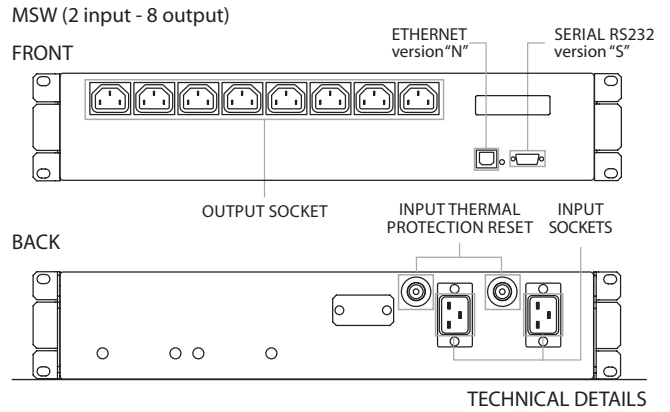 MSW (2 input - 8 output)
FRONT
ETHERNET
version "N"
SERIAL RS232
version "S"
OUTPUT SOCKET
INPUT THERMAL
PROTECTION RESET
INPUT
SOCKETS
BACK
TECHNICAL DETAILS